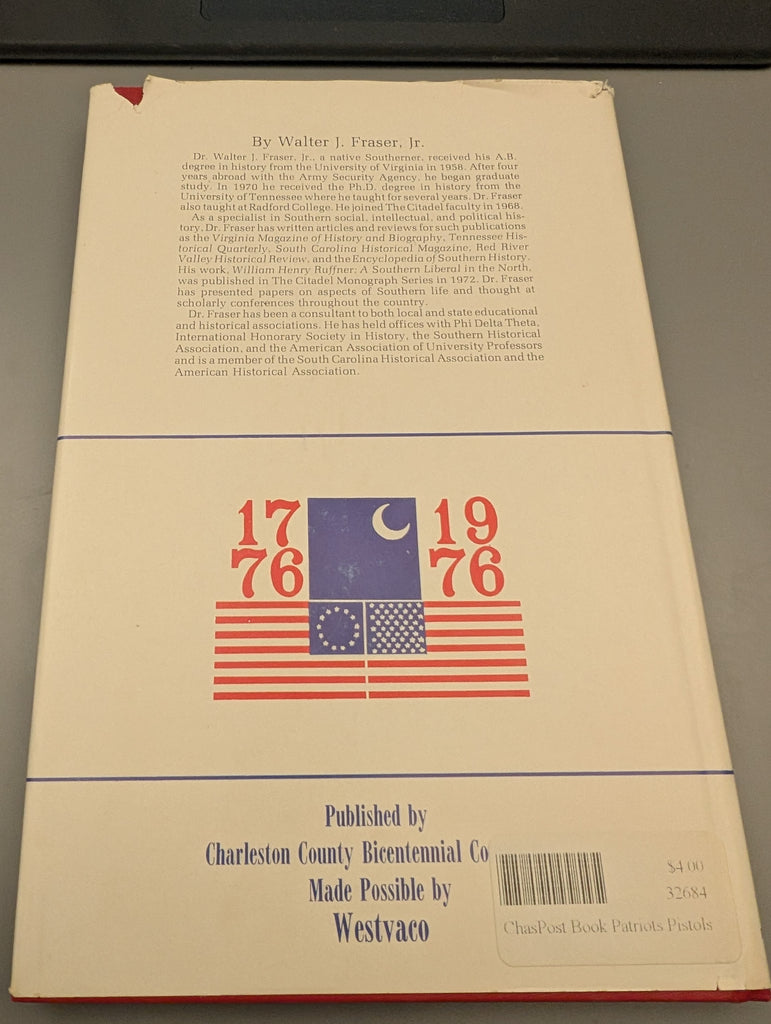 By Walter J. Fraser, Jr.
Dr. Walter J. Fraser, Jr., a native Southerner, received his A.B.
degree in history from the University of Virginia in 1958. After four
years abroad with the Army Security Agency, he began graduate
study. In 1970 he received the Ph.D. degree in history from the
University of Tennessee where he taught for several years. Dr. Fraser
also taught at Radford College. He joined The Citadel faculty in 1968.
As a specialist in Southern social, intellectual, and political his-
tory, Dr. Fraser has written articles and reviews for such publications
as the Virginia Magazine of History and Biography, Tennessee His-
torical Quarterly, South Carolina Historical Magazine, Red River
Valley Historical Review, and the Encyclopedia of Southern History.
His work, William Henry Ruffner: A Southern Liberal in the North,
was published in The Citadel Monograph Series in 1972. Dr. Fraser
has presented papers on aspects of Southern life and thought at
scholarly conferences throughout the country.
Dr. Fraser has been a consultant to both local and state educational
and historical associations. He has held offices with Phi Delta Theta,
International Honorary Society in History, the Southern Historical
Association, and the American Association of University Professors
and is a member of the South Carolina Historical Association and the
American Historical Association.
17 19
76 76
Published by
Charleston County Bicentennial Co
Made Possible by
Westvaco
$4.00
32684
ChasPost Book Patriots Pistols